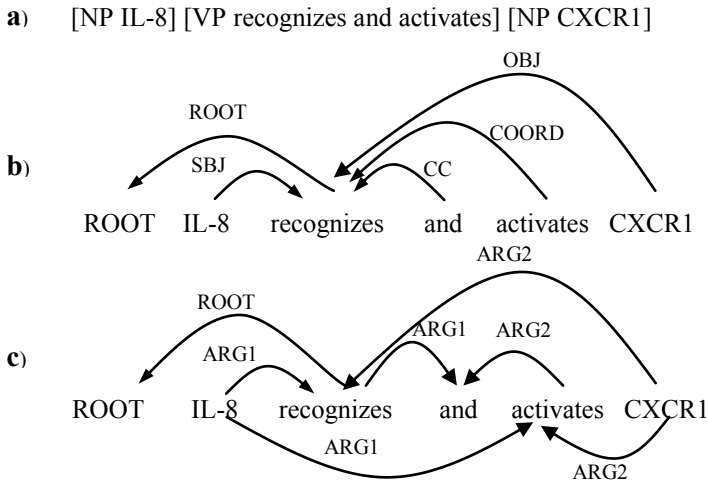 a) [NP IL-8] [VP recognizes and activates] [NP CXCR1]
OBJ
ROOT
COORD
b)
SBJ
CC
ROOT IL-8 recognizes and activates CXCR1
ARG2
ROOT
ARG1 ARG2
c)
ARG1
ROOT IL-8 recognizes and activates CXCR1
ARG1
ARG2